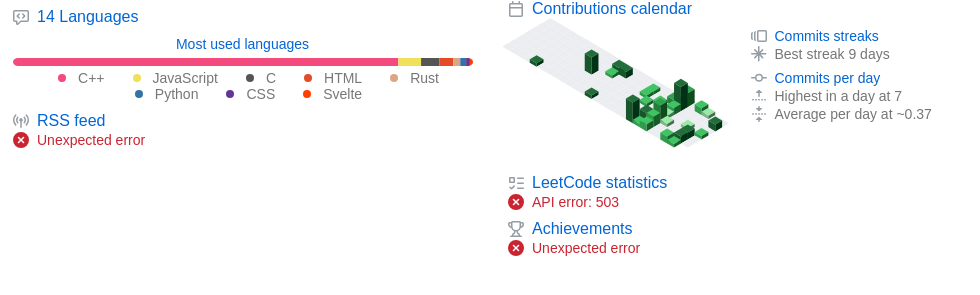 14 Languages
Most used languages
C++ JavaScript C HTML Rust
Python CSS Svelte
RSS feed
Unexpected error
Contributions calendar
Commits streaks
Best streak 9 days
Commits per day
Highest in a day at 7
Average per day at ~0.37
LeetCode statistics
API error: 503
Achievements
Unexpected error